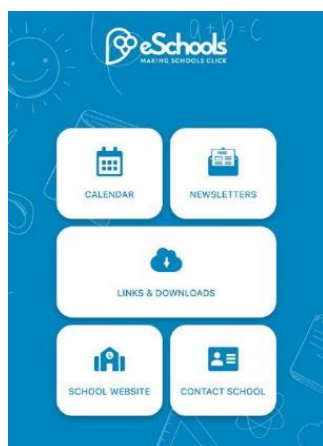 a+b=c
eSchools
MAKING SCHOOLS CLICK
CALENDAR
NEWSLETTERS
LINKS & DOWNLOADS
SCHOOL WEBSITE
CONTACT SCHOOL